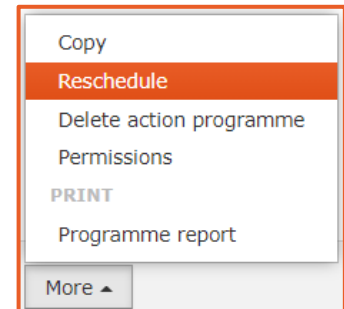 Copy
Reschedule
Delete action programme
Permissions
PRINT
Programme report
More